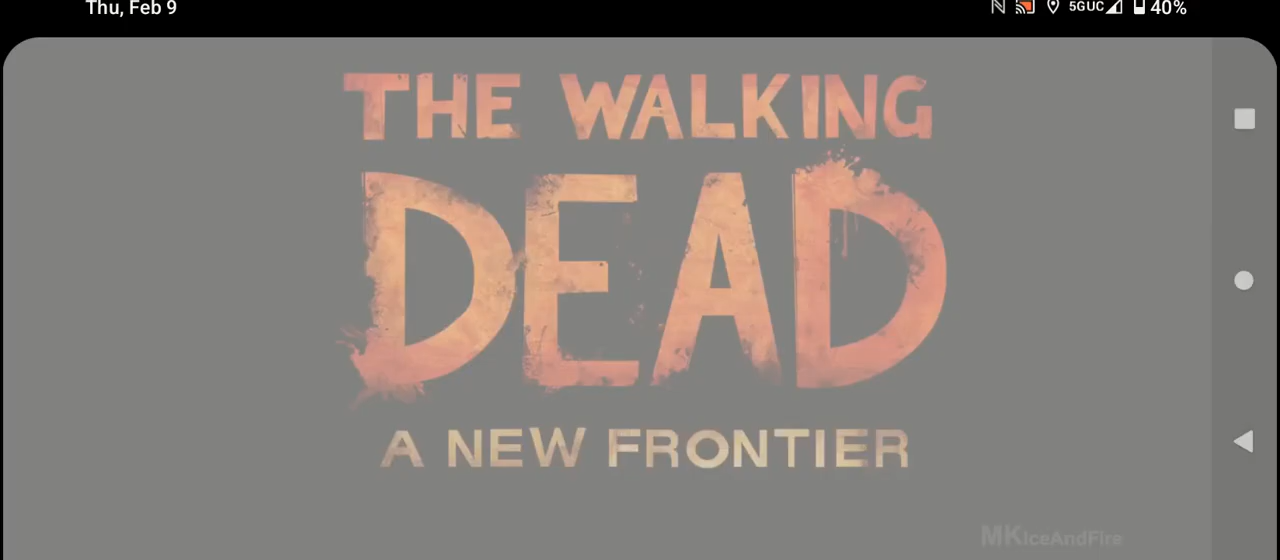 Thu, Feb 9
5GUC 40%
THE WALKING
DEAD
A NEW FRONTIER
MKIceAndFire